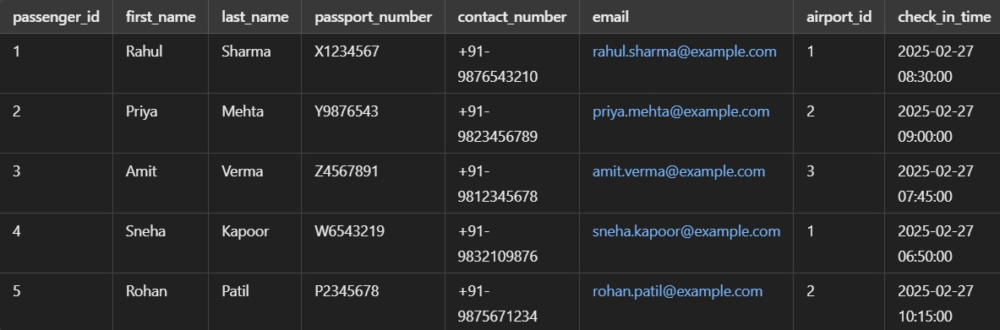 passenger_id first_name last_name passport_number contact_number email airport_id check_in_time
1 Rahul Sharma X1234567 +91- rahul.sharma@example.com 1 2025-02-27
9876543210 08:30:00
2 Priya Mehta Y9876543 +91- priya.mehta@example.com 2 2025-02-27
9823456789 09:00:00
3 Amit Verma Z4567891 +91- amit.verma@example.com 3 2025-02-27
9812345678 07:45:00
4 Sneha Kapoor W6543219 +91- sneha.kapoor@example.com 1 2025-02-27
9832109876 06:50:00
5 Rohan Patil P2345678 +91- rohan.patil@example.com 2 2025-02-27
9875671234 10:15:00